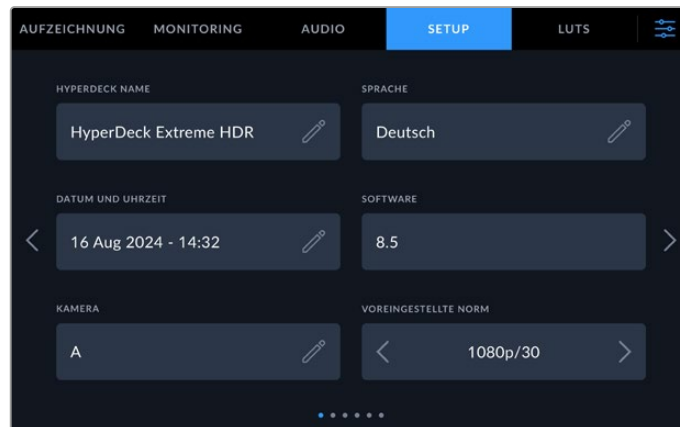 AUFZEICHNUNG MONITORING AUDIO SETUP LUTS
HYPERDECK NAME SPRACHE
HyperDeck Extreme HDR Deutsch
DATUM UND UHRZEIT SOFTWARE
16 Aug 2024 - 14:32 8.5
KAMERA VOREINGESTELLTE NORM
A 1080p/30